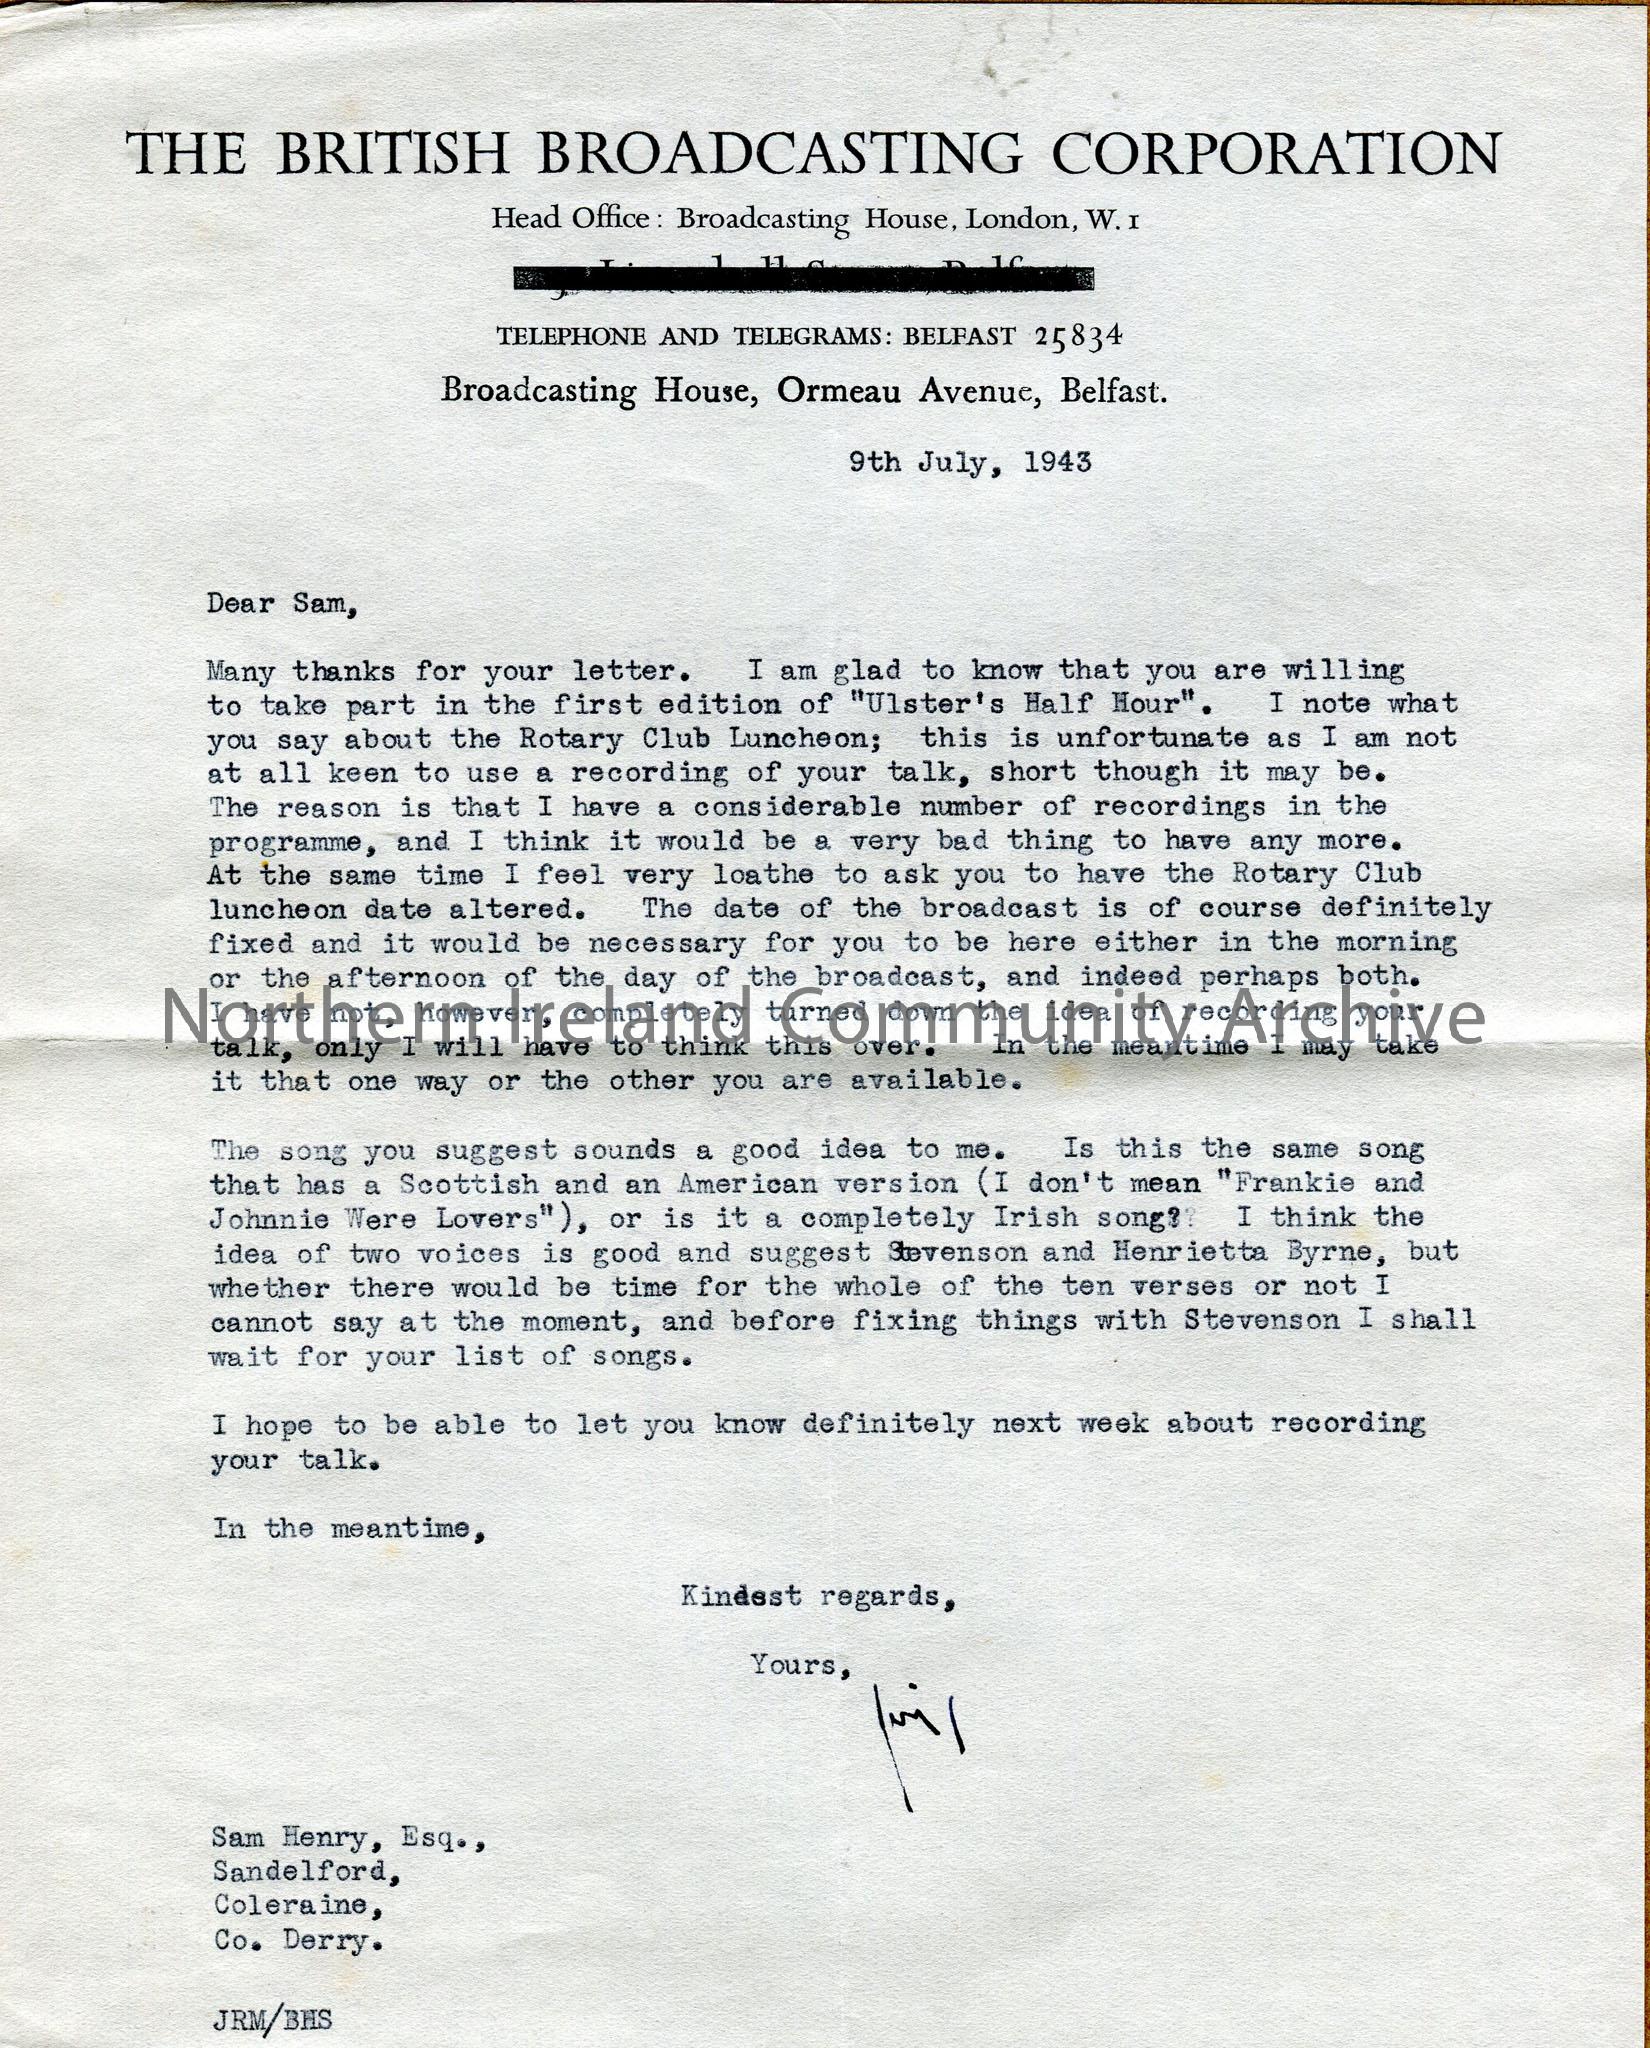 THE BRITISH BROADCASTING CORPORATION
Head Office: Broadcasting House, London, W. 1
TELEPHONE AND TELEGRAMS: BELFAST 25834
Broadcasting House, Ormeau Avenue, Belfast.
9th July, 1943
Dear Sam,
Many thanks for your letter. I am glad to know that you are willing
to take part in the first edition of "Ulster's Half Hour". I note what
you say about the Rotary Club Luncheon; this is unfortunate as I am not
at all keen to use a recording of your talk, short though it may be.
The reason is that I have a considerable number of recordings in the
programme, and I think it would be a very bad thing to have any more.
At the same time I feel very loathe to ask you to have the Rotary Club
luncheon date altered. The date of the broadcast is of course definitely
fixed and it would be necessary for you to be here either in the morning
or the afternoon of the day of the broadcast, and indeed perhaps both.
I have not, however, completely turned down the idea of recording your
Northern Ireland Community Archive
talk, only I will have to think this over. In the meantime I may take
it that one way or the other you are available.
The song you suggest sounds a good idea to me. Is this the same song
that has a Scottish and an American version (I don't mean "Frankie and
Johnnie Were Lovers"), or is it a completely Irish song?? I think the
idea of two voices is good and suggest Stevenson and Henrietta Byrne, but
whether there would be time for the whole of the ten verses or not I
cannot say at the moment, and before fixing things with Stevenson I shall
wait for your list of songs.
I hope to be able to let you know definitely next week about recording
your talk.
In the meantime,
Kindest regards,
Yours,
Sam Henry, Esq.,
Sandelford,
Coleraine,
Co. Derry.
JRM/BHS